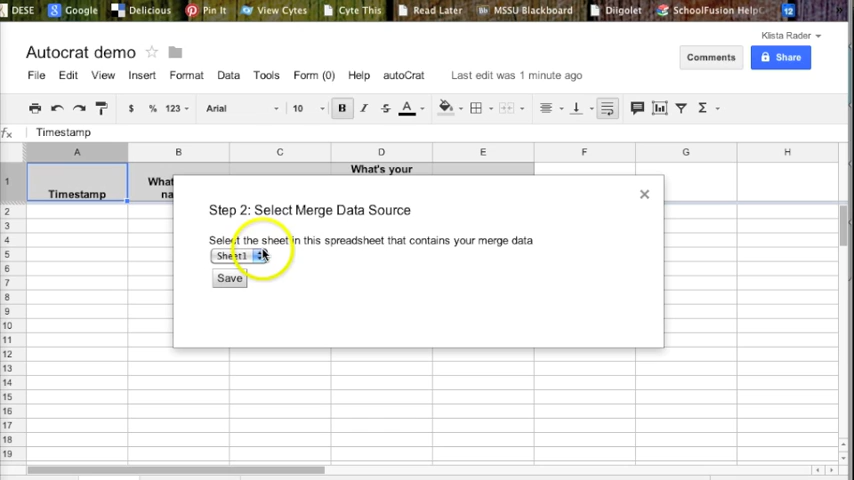 DESE Google Delicious Pin It View Cytes Cyte This Read Later MSSU Blackboard Diigolet SchoolFusion Help 12
Klista Rader
Autocrat demo
Comments Share
File Edit View Insert Format Data Tools Form (0) Help autoCrat Last edit was 1 minute ago
$ % 123 Arial 10 B I S A Σ
fx Timestamp
A B C D E F G H
1 Timestamp What's your
2
3
4
5
6
7
8
9
10
11
12
13
14
15
16
17
18
19
Step 2: Select Merge Data Source
Select the sheet in this spreadsheet that contains your merge data
Sheet1
Save